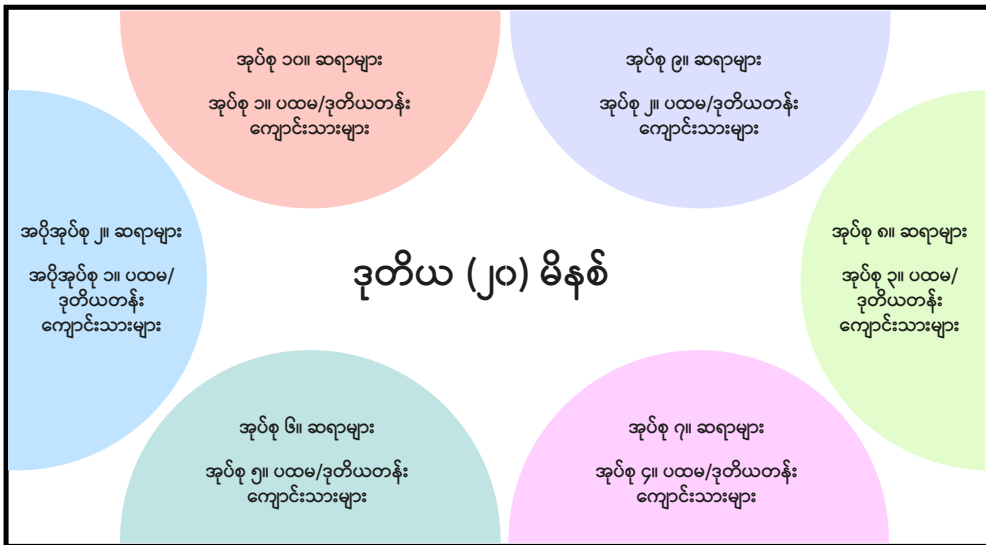 အုပ်စု ၁၀။ ဆရာများ
အုပ်စု ၁။ ပထမ/ဒုတိယတန်း
ကျောင်းသားများ
အုပ်စု ၉။ ဆရာများ
အုပ်စု ၂။ ပထမ/ဒုတိယတန်း
ကျောင်းသားများ
အပိုအုပ်စု ၂။ ဆရာများ
အပိုအုပ်စု ၁။ ပထမ/
ဒုတိယတန်း
ကျောင်းသားများ
ဒုတိယ (၂၀) မိနစ်
အုပ်စု ၈။ ဆရာများ
အုပ်စု ၃။ ပထမ/
ဒုတိယတန်း
ကျောင်းသားများ
အုပ်စု ၆။ ဆရာများ
အုပ်စု ၅။ ပထမ/ဒုတိယတန်း
ကျောင်းသားများ
အုပ်စု ၇။ ဆရာများ
အုပ်စု ၄။ ပထမ/ဒုတိယတန်း
ကျောင်းသားများ